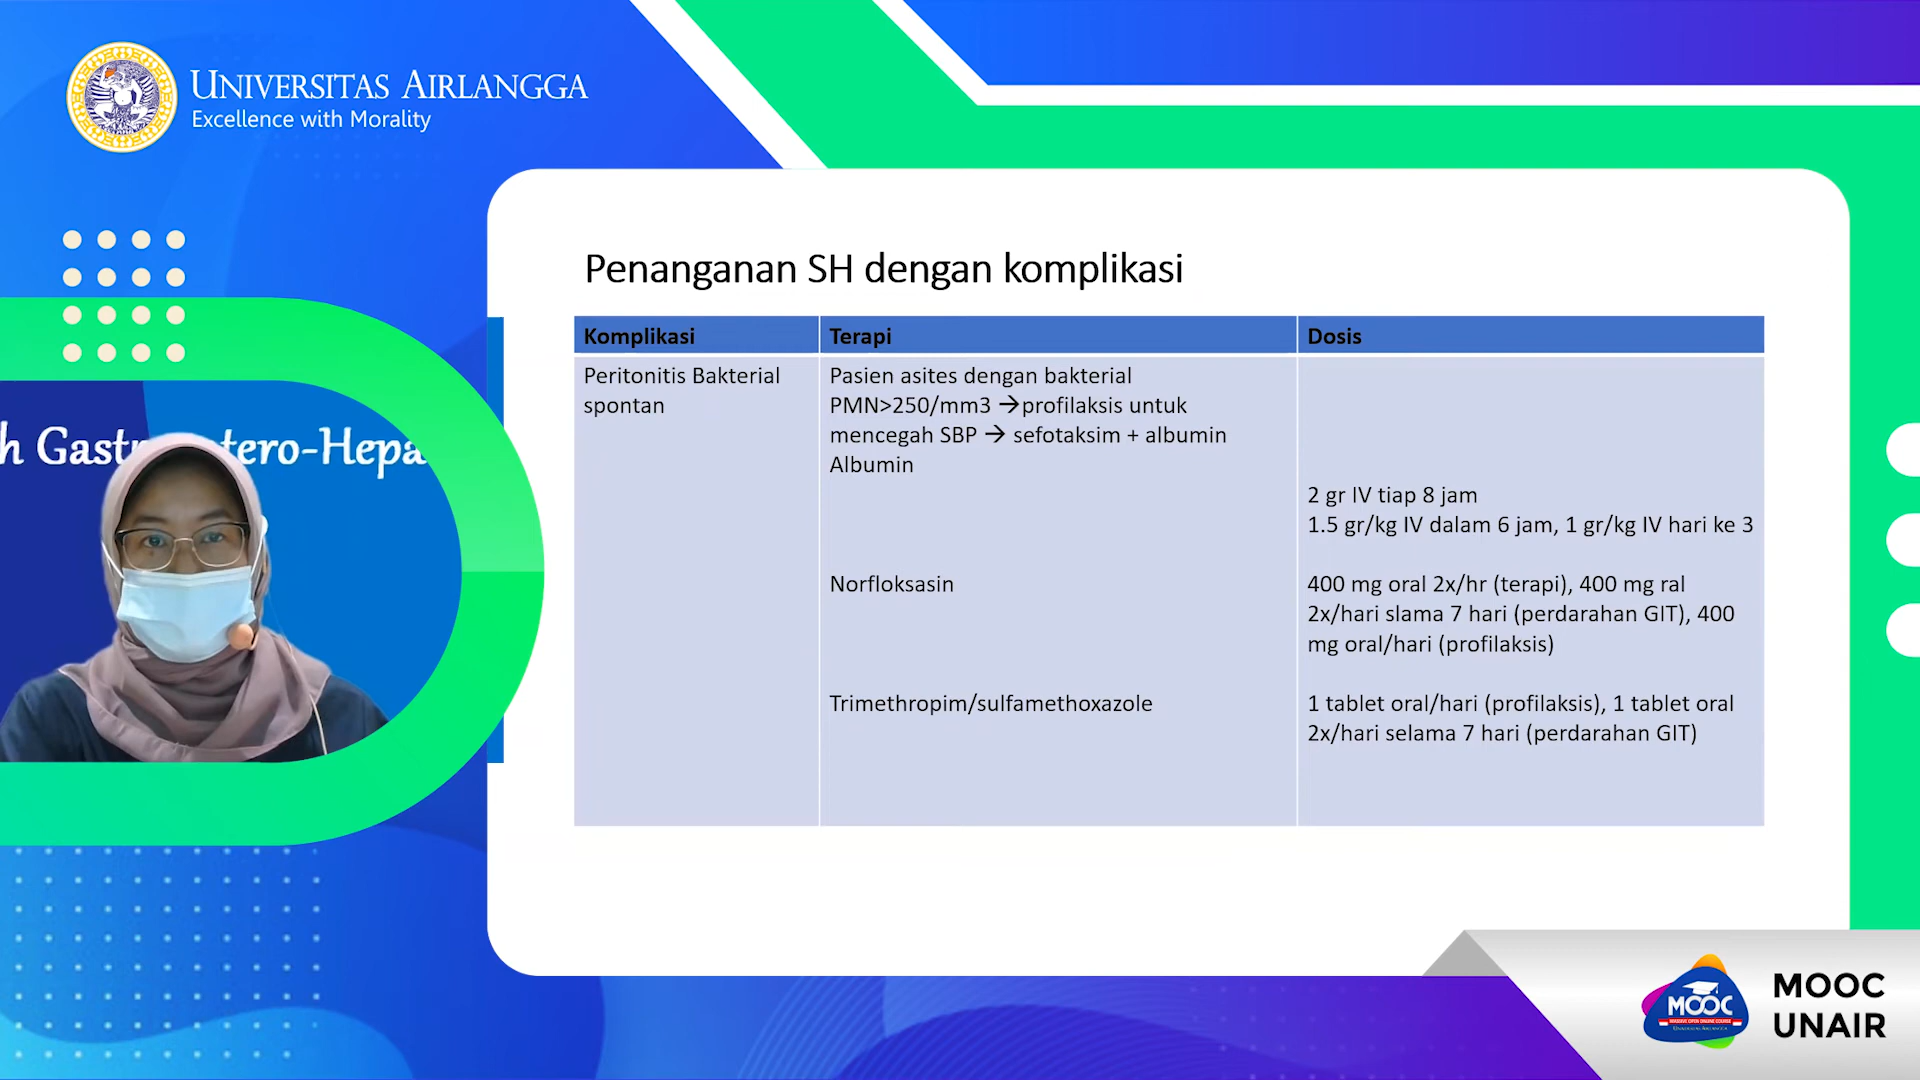 UNIVERSITAS AIRLANGGA
Excellence with Morality
Penanganan SH dengan komplikasi
Komplikasi
Terapi
Dosis
Peritonitis Bakterial
spontan
Pasien asites dengan bakterial
PMN>250/mm3 →profilaksis untuk
mencegah SBP → sefotaksim + albumin
Albumin
2 gr IV tiap 8 jam
1.5 gr/kg IV dalam 6 jam, 1 gr/kg IV hari ke 3
Norfloksasin
400 mg oral 2x/hr (terapi), 400 mg ral
2x/hari slama 7 hari (perdarahan GIT), 400
mg oral/hari (profilaksis)
Trimethropim/sulfamethoxazole
1 tablet oral/hari (profilaksis), 1 tablet oral
2x/hari selama 7 hari (perdarahan GIT)
h Gast tero-Hepa
MOOC
MOOC
UNAIR